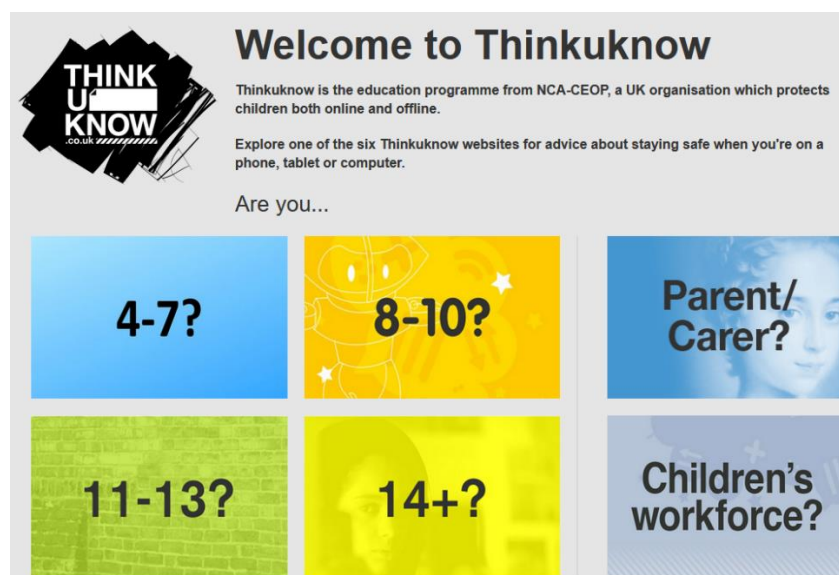 THINK
U
KNOW
.co.uk
Welcome to Thinkuknow
Thinkuknow is the education programme from NCA-CEOP, a UK organisation which protects
children both online and offline.
Explore one of the six Thinkuknow websites for advice about staying safe when you're on a
phone, tablet or computer.
Are you...
4-7?
8-10?
Parent/
Carer?
11-13?
14+?
Children's
workforce?